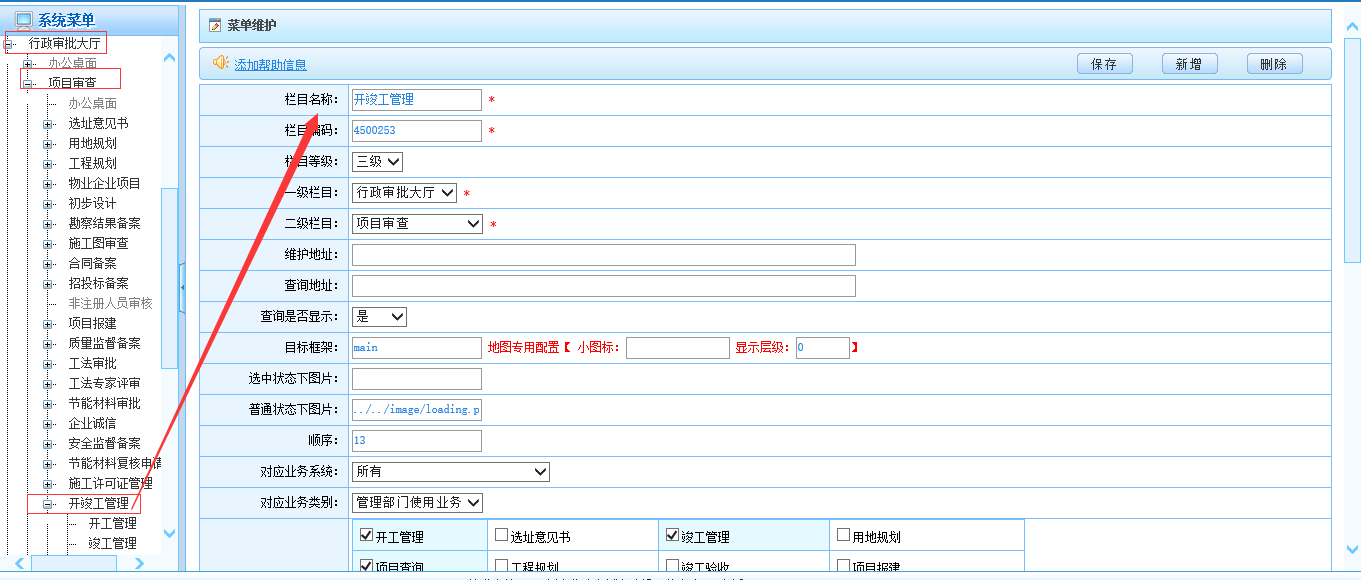 系统菜单
行政审批大厅
办公桌面
项目审查
办公桌面
选址意见书
用地规划
工程规划
物业企业项目
初步设计
勘察结果备案
施工图审查
合同备案
招投标备案
非注册人员审核
项目报建
质量监督备案
工法审批
工法专家评审
节能材料审批
企业诚信
安全监督备案
节能材料复核申请
施工许可证管理
开竣工管理
开工管理
竣工管理
菜单维护
添加帮助信息 保存 新增 删除
栏目名称: 开竣工管理 *
栏目编码: 4500253 *
栏目等级: 三级
一级栏目: 行政审批大厅 *
二级栏目: 项目审查 *
维护地址:
查询地址:
查询是否显示: 是
目标框架: main 地图专用配置【 小图标: 显示层级: 0 】
选中状态下图片:
普通状态下图片: ../../image/loading.p
顺序: 13
对应业务系统: 所有
对应业务类别: 管理部门使用业务
开工管理 选址意见书 竣工管理 用地规划
项目查询 工程规划 竣工验收 项目报建